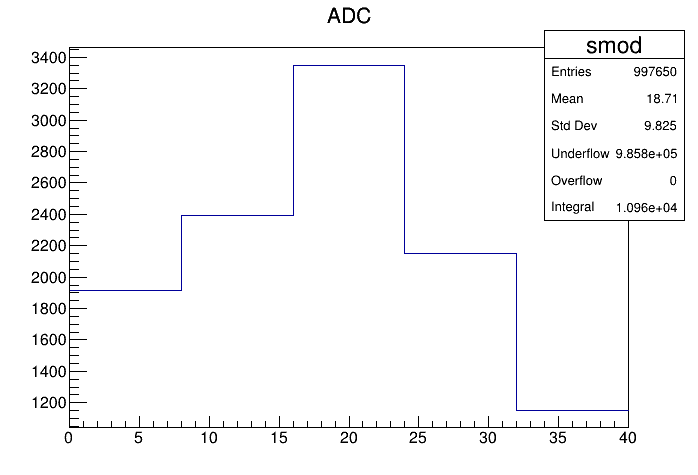 ADC
smod
Entries 997650
Mean 18.71
Std Dev 9.825
Underflow 9.858e+05
Overflow 0
Integral 1.096e+04
3400
3200
3000
2800
2600
2400
2200
2000
1800
1600
1400
1200
0 5 10 15 20 25 30 35 40